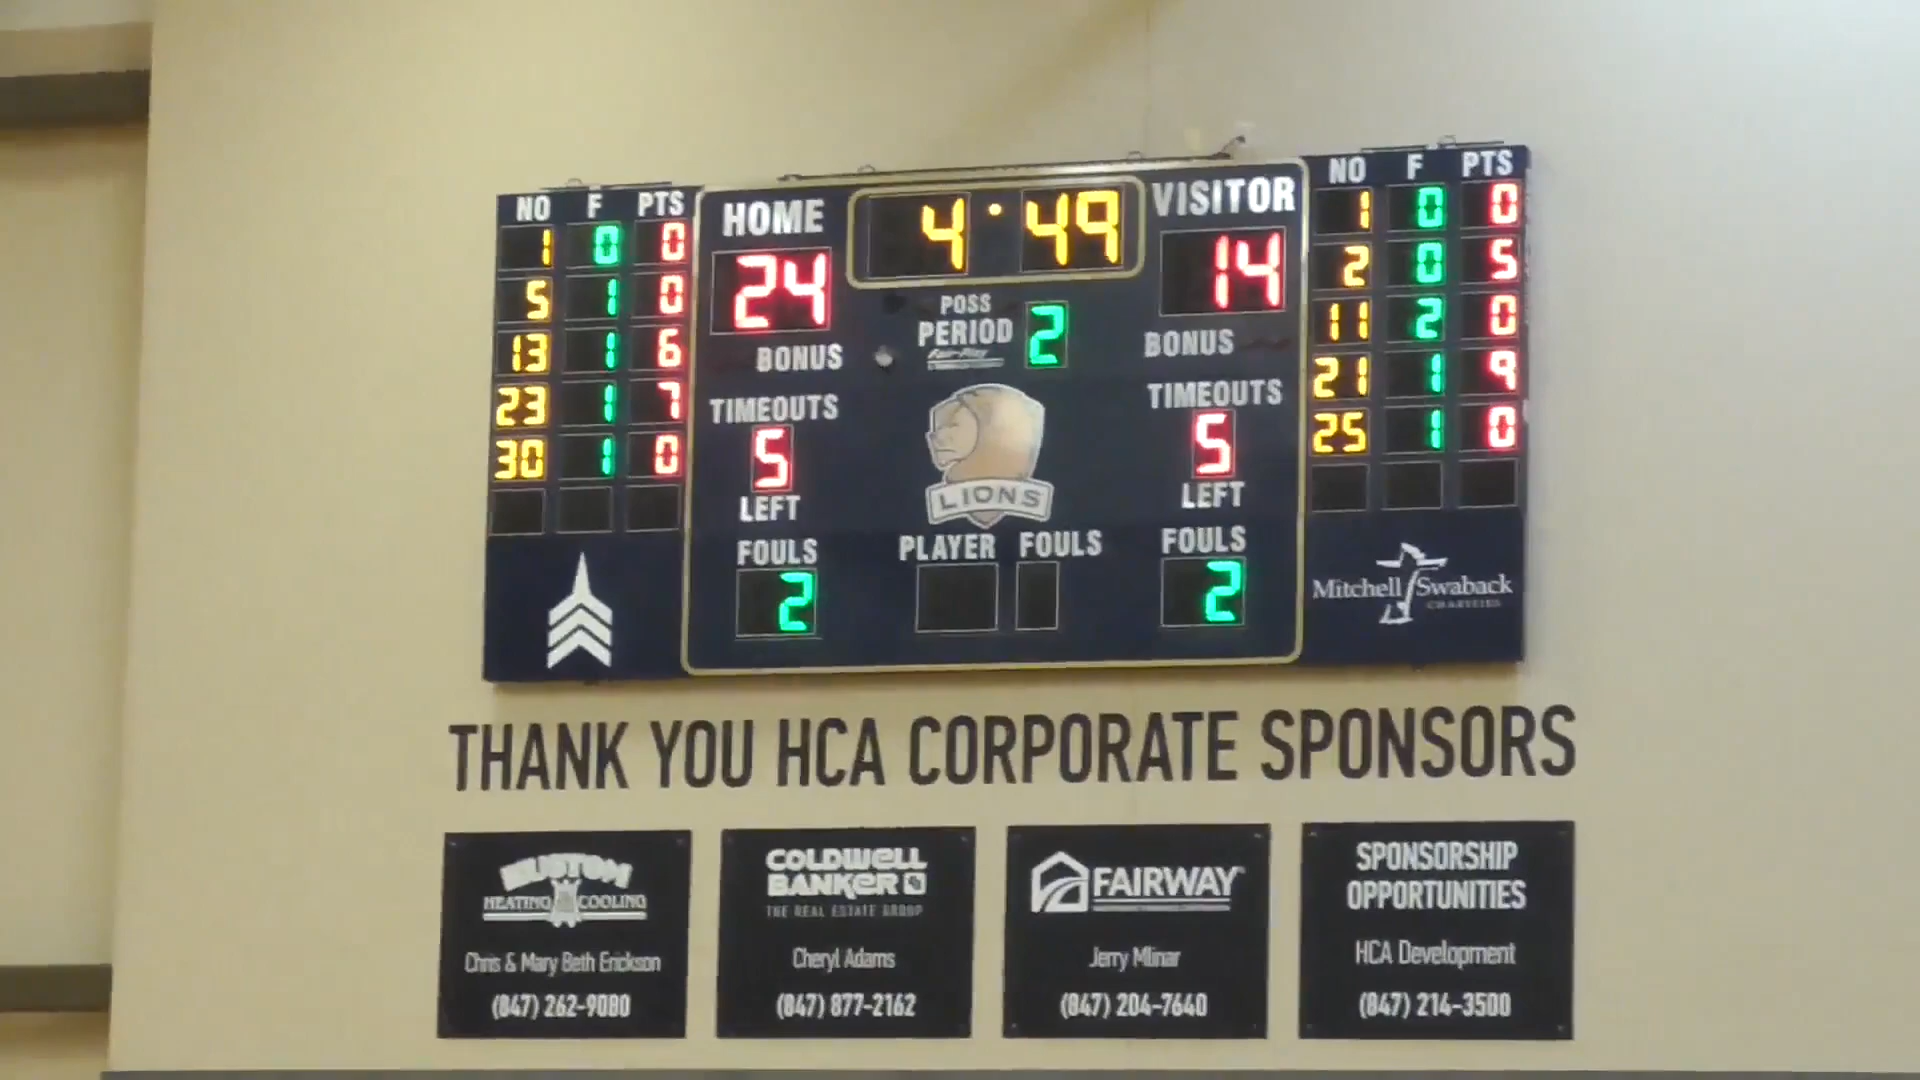 NO F PTS
1 0 0
5 1 0
13 1 6
23 1 7
30 1 0
HOME
24
4:49
VISITOR
14
POSS
PERIOD 2
Fair-Play
BONUS
BONUS
TIMEOUTS
5
LEFT
TIMEOUTS
5
LEFT
LIONS
FOULS
2
PLAYER FOULS
FOULS
2
NO F PTS
1 0 0
2 0 5
11 2 0
21 1 9
25 1 0
Mitchell Swaback
CHARITIES
THANK YOU HCA CORPORATE SPONSORS
KUSTOM
HEATING COOLING
Chris & Mary Beth Erickson
(847) 262-9080
COLDWELL
BANKER
THE REAL ESTATE GROUP
Cheryl Adams
(847) 877-2162
FAIRWAY
Jerry Mlinar
(847) 204-7640
SPONSORSHIP
OPPORTUNITIES
HCA Development
(847) 214-3500